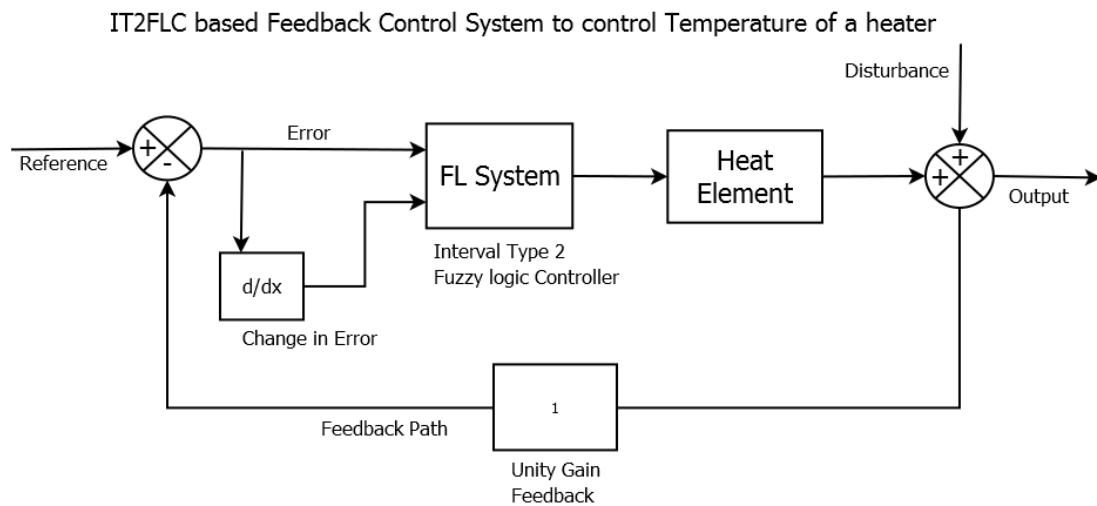 IT2FLC based Feedback Control System to control Temperature of a heater
Disturbance
Reference
+
-
Error
FL System
Heat
Element
+
+
Output
Interval Type 2
Fuzzy logic Controller
d/dx
Change in Error
1
Feedback Path
Unity Gain
Feedback